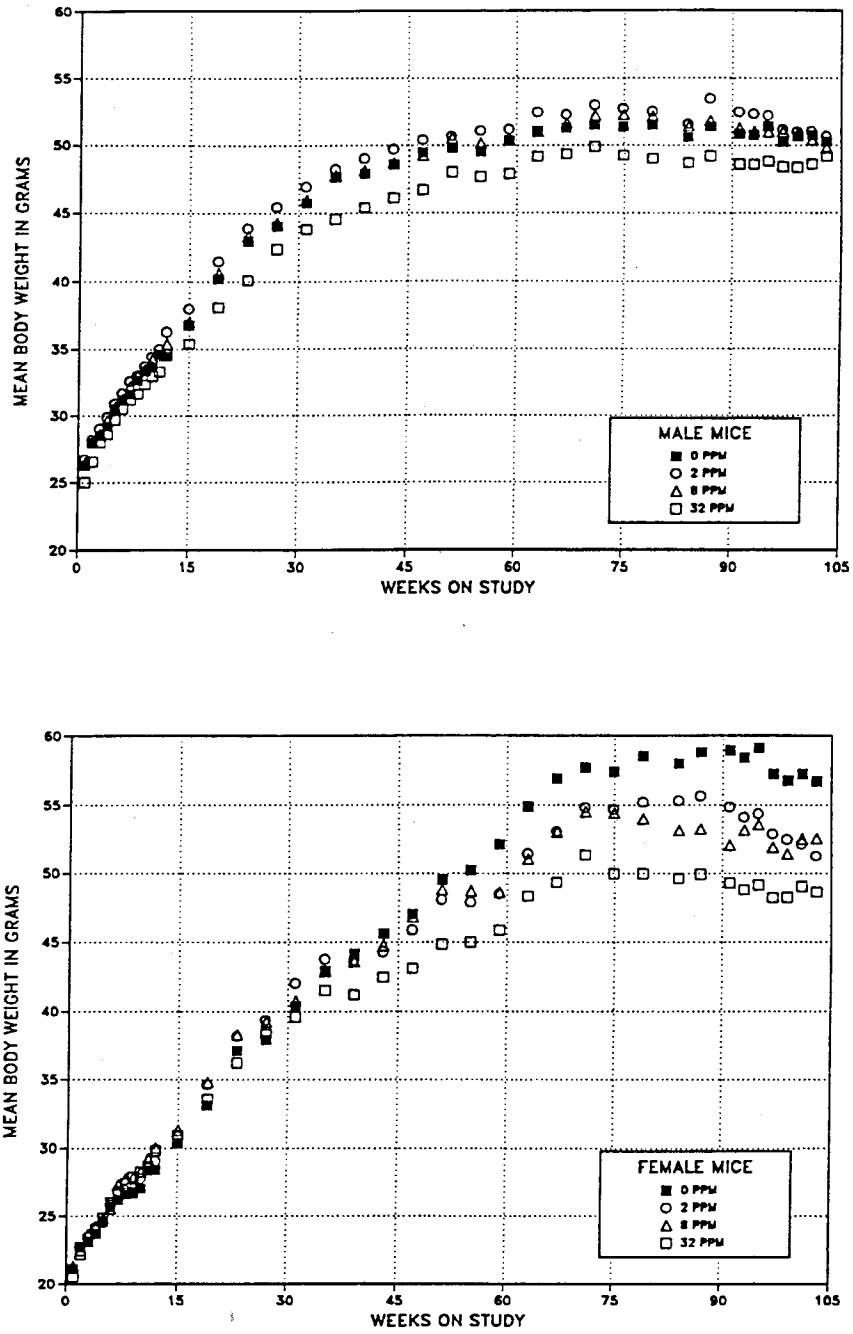 60
55
50
45
40
35
30
25
20
MEAN BODY WEIGHT IN GRAMS
MALE MICE
0 PPM
2 PPM
8 PPM
32 PPM
0 15 30 45 60 75 90 105
WEEKS ON STUDY
60
55
50
45
40
35
30
25
20
MEAN BODY WEIGHT IN GRAMS
FEMALE MICE
0 PPM
2 PPM
8 PPM
32 PPM
0 15 30 45 60 75 90 105
WEEKS ON STUDY